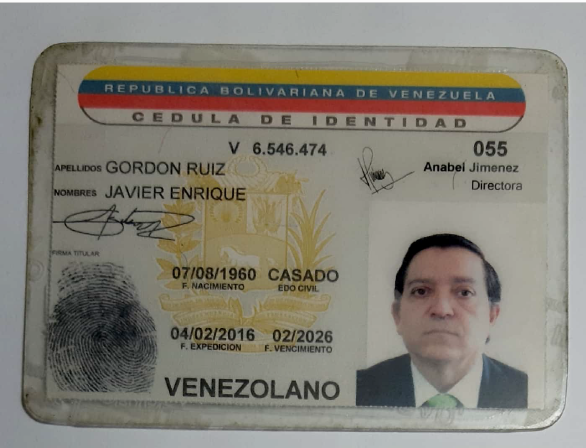 REPUBLICA BOLIVARIANA DE VENEZUELA
CEDULA DE IDENTIDAD
V 6.546.474
055
APELLIDOS GORDON RUIZ
Anabel Jimenez
Directora
NOMBRES JAVIER ENRIQUE
FIRMA TITULAR
07/08/1960 CASADO
F. NACIMIENTO EDO CIVIL
04/02/2016 02/2026
F. EXPEDICION F. VENCIMIENTO
VENEZOLANO